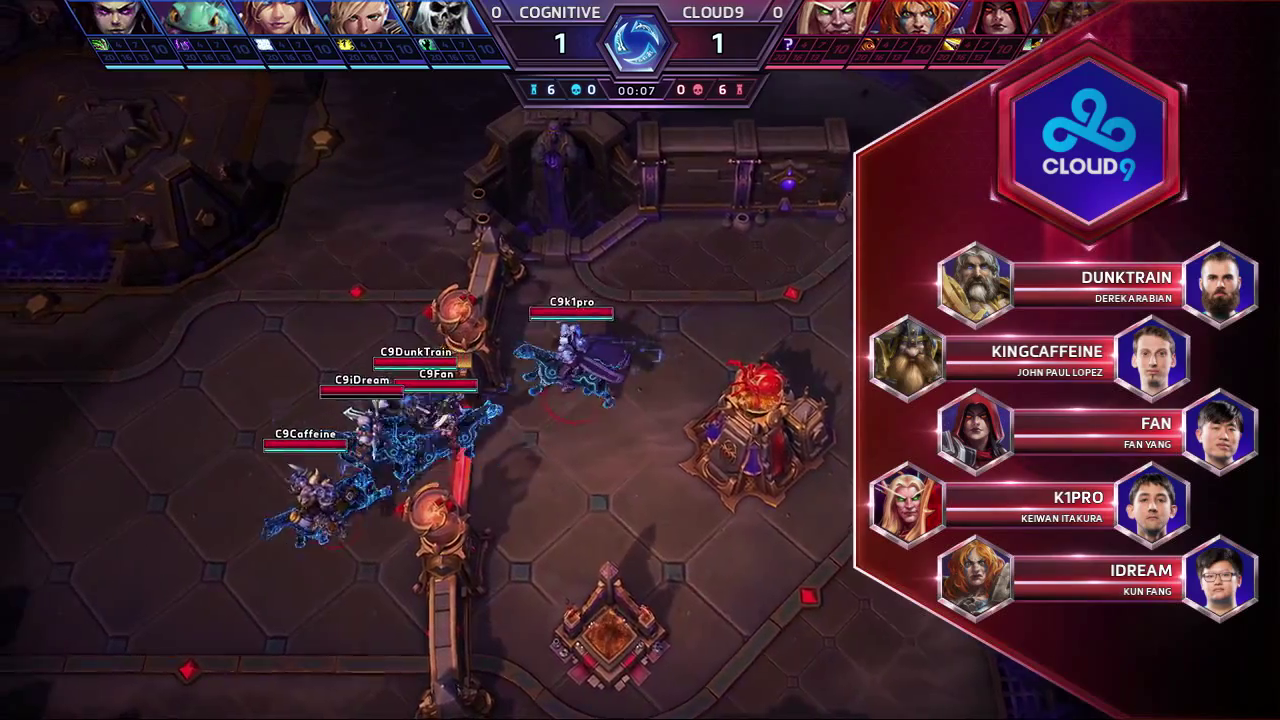 0 COGNITIVE CLOUD9 0
1 1
6 0 00:07 0 6
CLOUD9
DUNKTRAIN
DEREK ARABIAN
KINGCAFFEINE
JOHN PAUL LOPEZ
FAN
FAN YANG
K1PRO
KEIWAN ITAKURA
IDREAM
KUN FANG
C9k1pro
C9DunkTrain
C9Fan
C9iDream
C9Caffeine